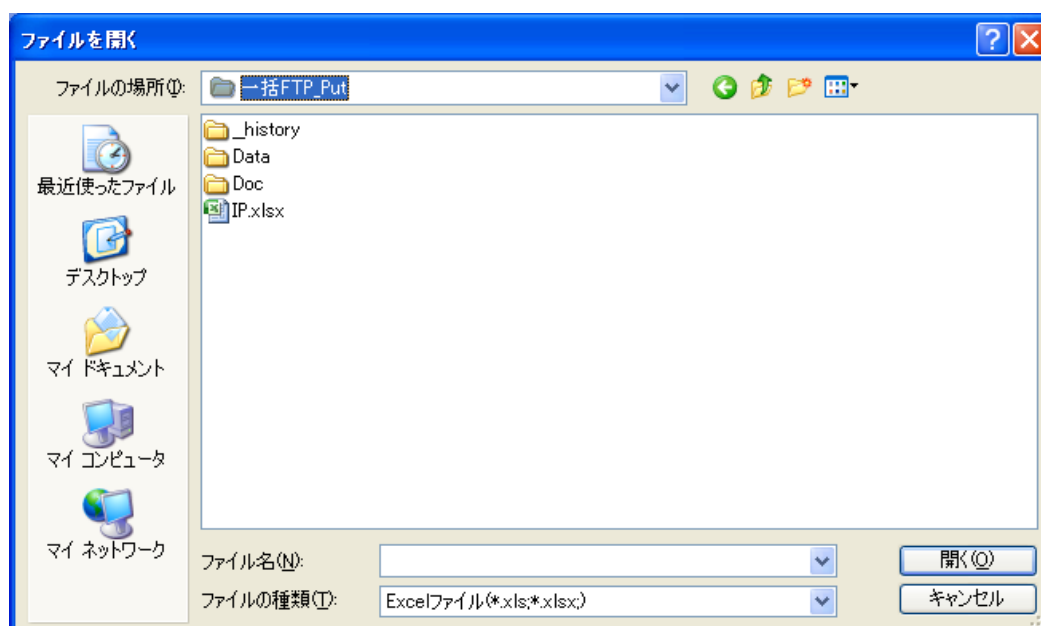 ファイルを開く
ファイルの場所(I):
一括FTP_Put
_history
Data
Doc
IP.xlsx
最近使ったファイル
デスクトップ
マイ ドキュメント
マイ コンピュータ
マイ ネットワーク
ファイル名(N):
開く(O)
ファイルの種類(T):
Excelファイル(*.xls;*.xlsx;)
キャンセル